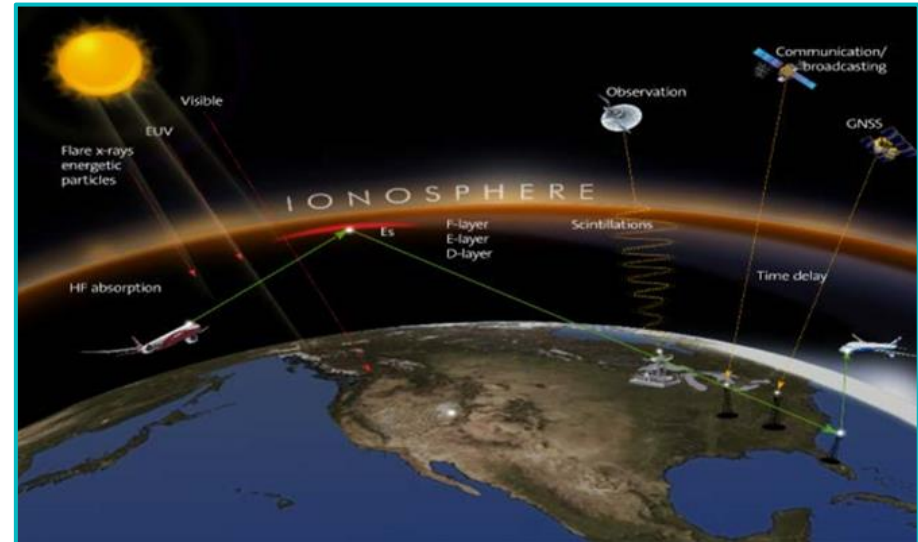 Communication/
broadcasting
Observation
Visible
GNSS
EUV
Flare x-rays
energetic
particles
IONOSPHERE
Es
F-layer
E-layer
D-layer
Scintillations
Time delay
HF absorption